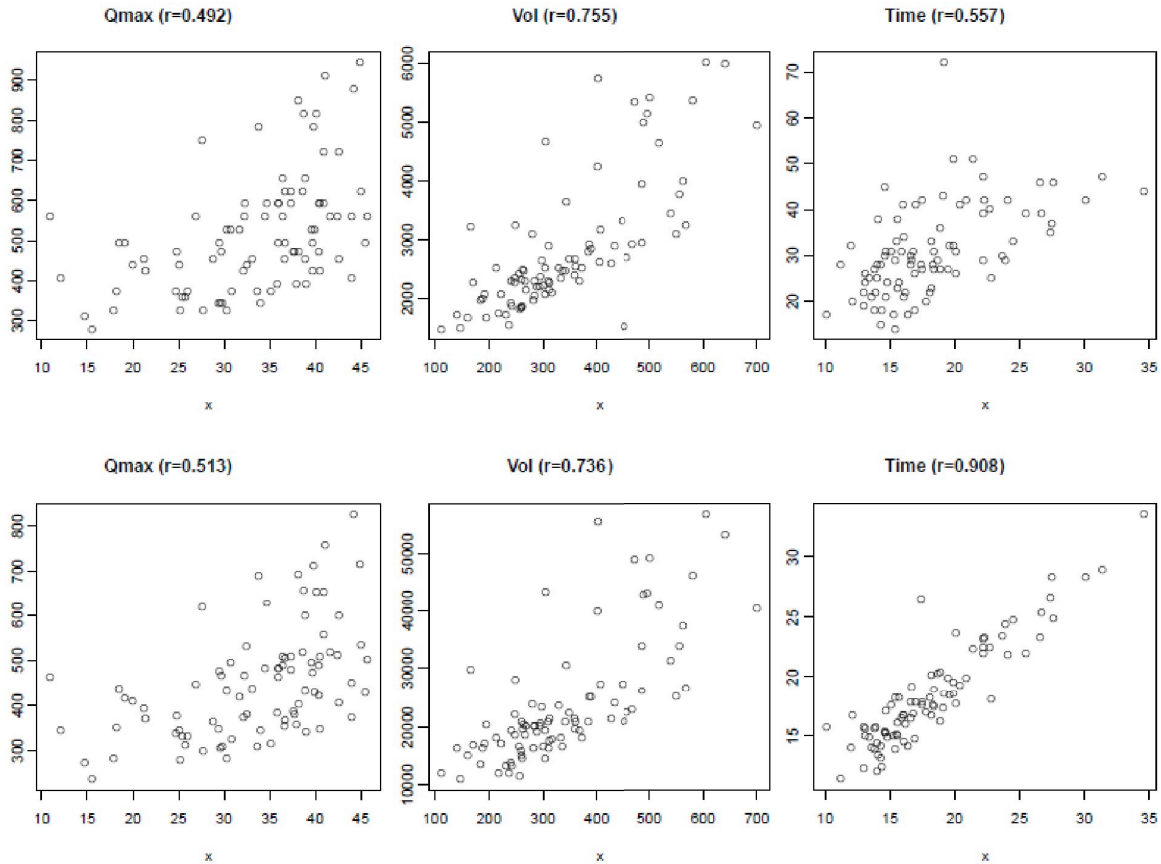 Qmax (r=0.492)
Vol (r=0.755)
Time (r=0.557)
900
800
700
600
500
400
300
10 15 20 25 30 35 40 45
x
6000
5000
4000
3000
2000
100 200 300 400 500 600 700
x
70
60
50
40
30
20
10 15 20 25 30 35
x
Qmax (r=0.513)
Vol (r=0.736)
Time (r=0.908)
800
700
600
500
400
300
10 15 20 25 30 35 40 45
x
50000
40000
30000
20000
10000
100 200 300 400 500 600 700
x
30
25
20
15
10 15 20 25 30 35
x